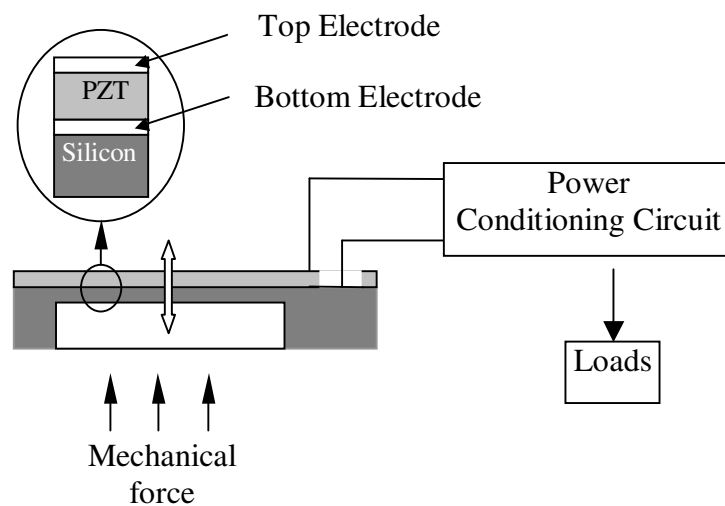 Top Electrode
PZT
Bottom Electrode
Silicon
Power
Conditioning Circuit
Loads
Mechanical
force